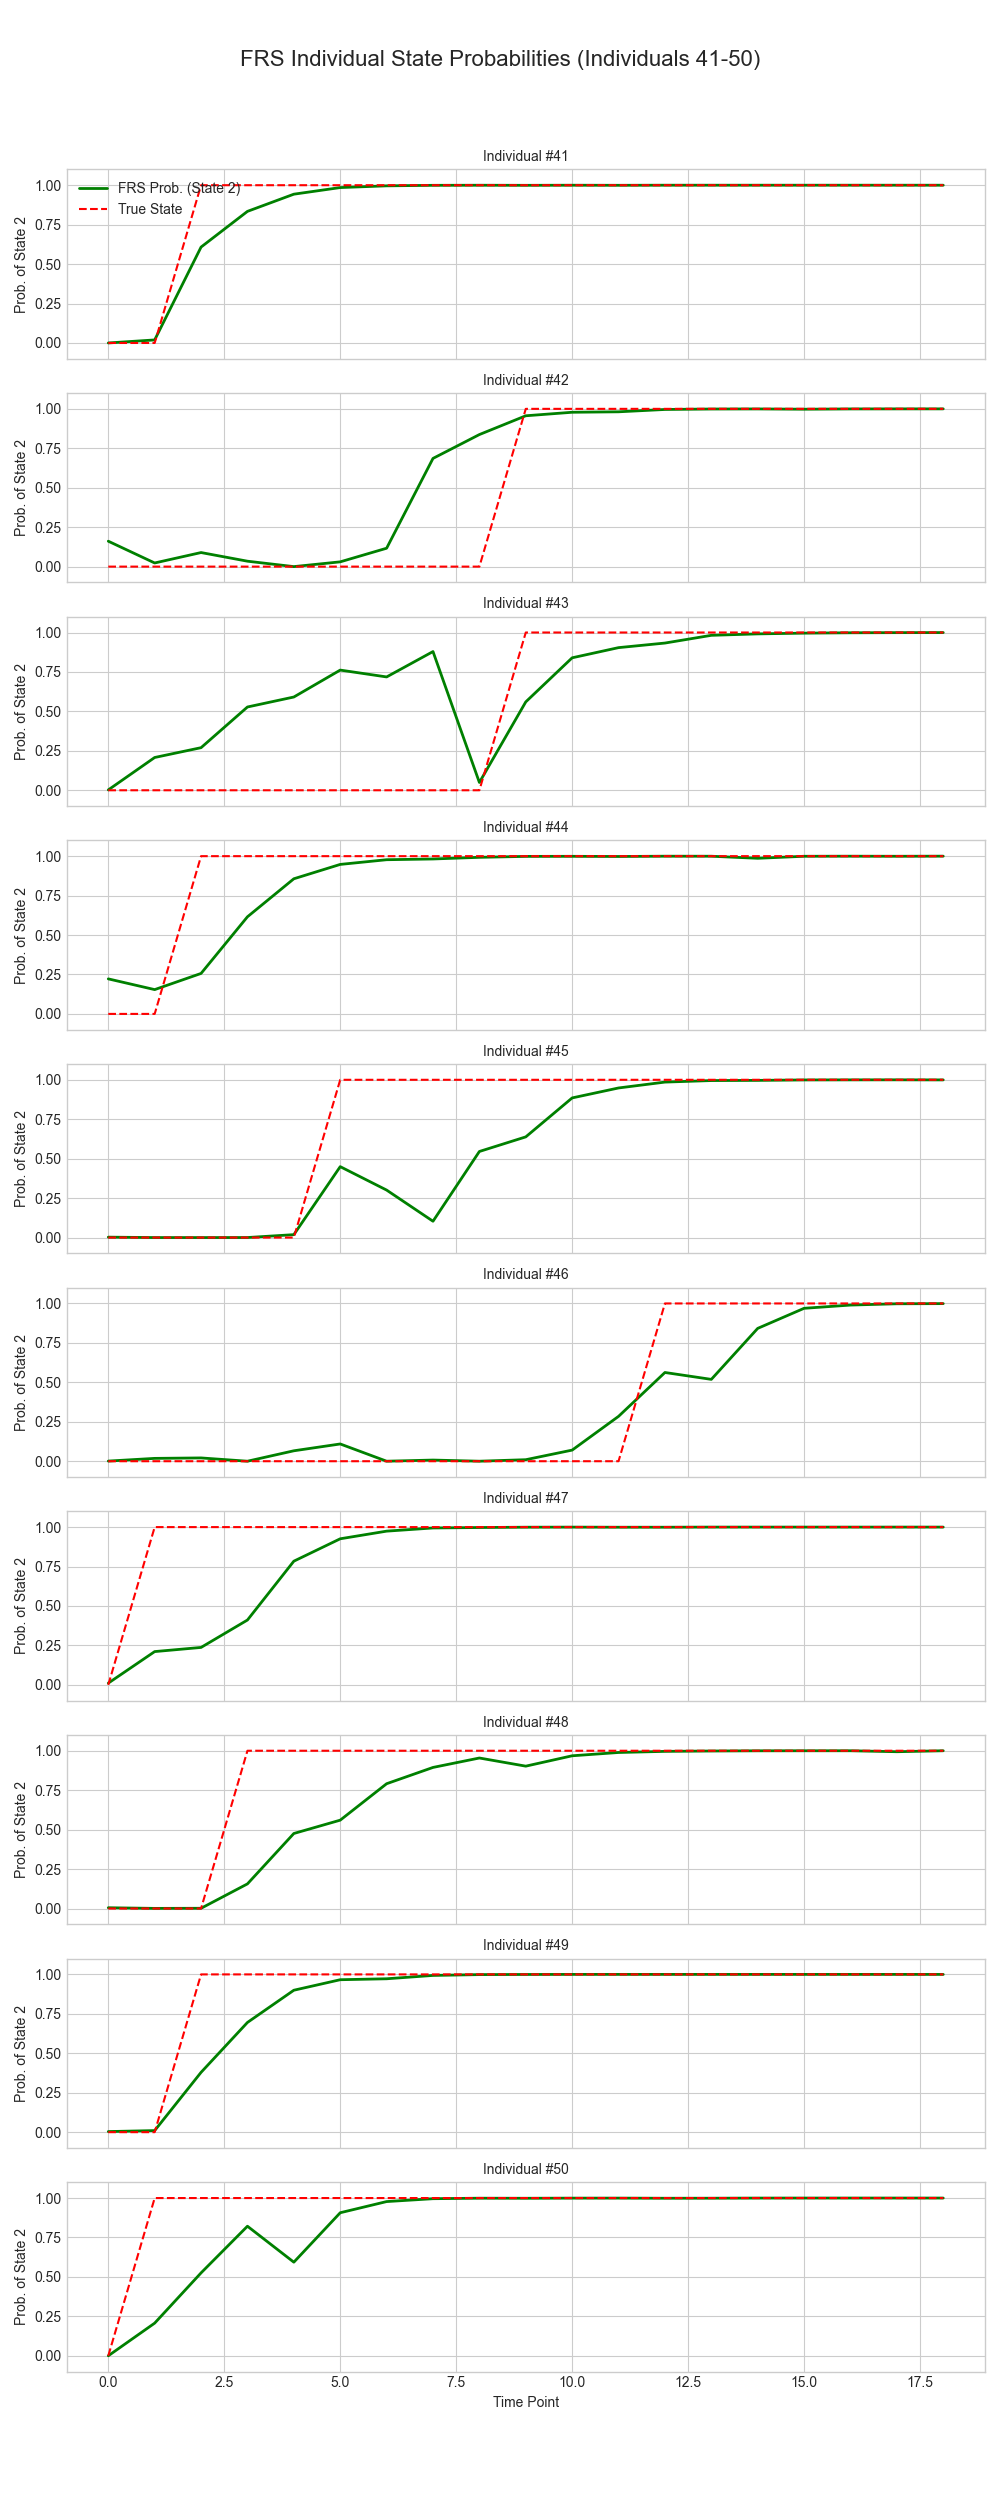 FRS Individual State Probabilities (Individuals 41-50)
Individual #41
FRS Prob. (State 2)
True State
Prob. of State 2
1.00
0.75
0.50
0.25
0.00
Individual #42
Prob. of State 2
1.00
0.75
0.50
0.25
0.00
Individual #43
Prob. of State 2
1.00
0.75
0.50
0.25
0.00
Individual #44
Prob. of State 2
1.00
0.75
0.50
0.25
0.00
Individual #45
Prob. of State 2
1.00
0.75
0.50
0.25
0.00
Individual #46
Prob. of State 2
1.00
0.75
0.50
0.25
0.00
Individual #47
Prob. of State 2
1.00
0.75
0.50
0.25
0.00
Individual #48
Prob. of State 2
1.00
0.75
0.50
0.25
0.00
Individual #49
Prob. of State 2
1.00
0.75
0.50
0.25
0.00
Individual #50
Prob. of State 2
1.00
0.75
0.50
0.25
0.00
0.0 2.5 5.0 7.5 10.0 12.5 15.0 17.5
Time Point